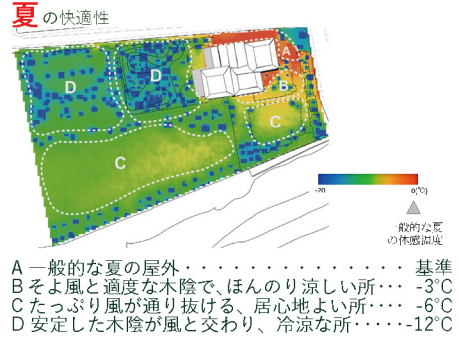 夏の快適性
A
D
D
B
C
C
-20
0(℃)
一般的な夏
の体感温度
A 一般的な夏の屋外・・・・・・・・・・・・・・ 基準
B そよ風と適度な木陰で、ほんのり涼しい所・・・ -3℃
C たっぷり風が通り抜ける、居心地よい所・・・・ -6℃
D 安定した木陰が風と交わり、冷涼な所・・・・・-12℃